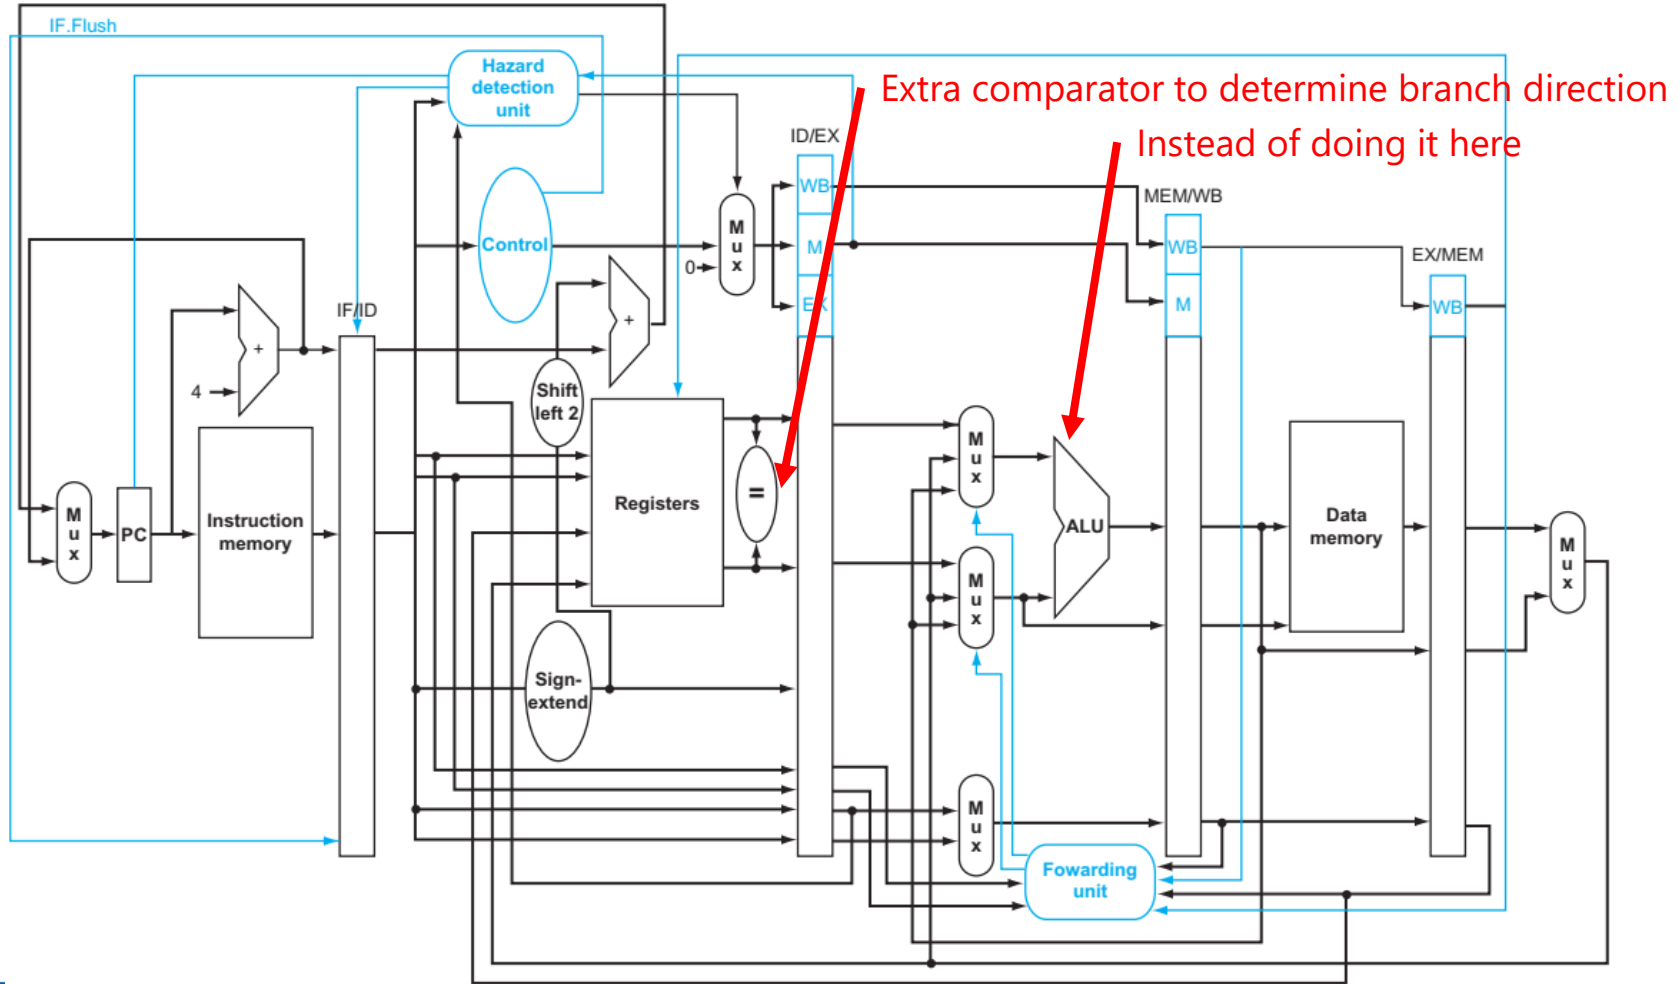 IF.Flush
Hazard
detection
unit
Extra comparator to determine branch direction
Instead of doing it here
ID/EX
WB
M
EX
MEM/WB
WB
M
EX/MEM
WB
Control
M
u
x
0
IF/ID
+
4
+
Shift
left 2
M
u
x
PC
Instruction
memory
Registers
=
Sign-
extend
M
u
x
M
u
x
ALU
Data
memory
M
u
x
M
u
x
Fowarding
unit